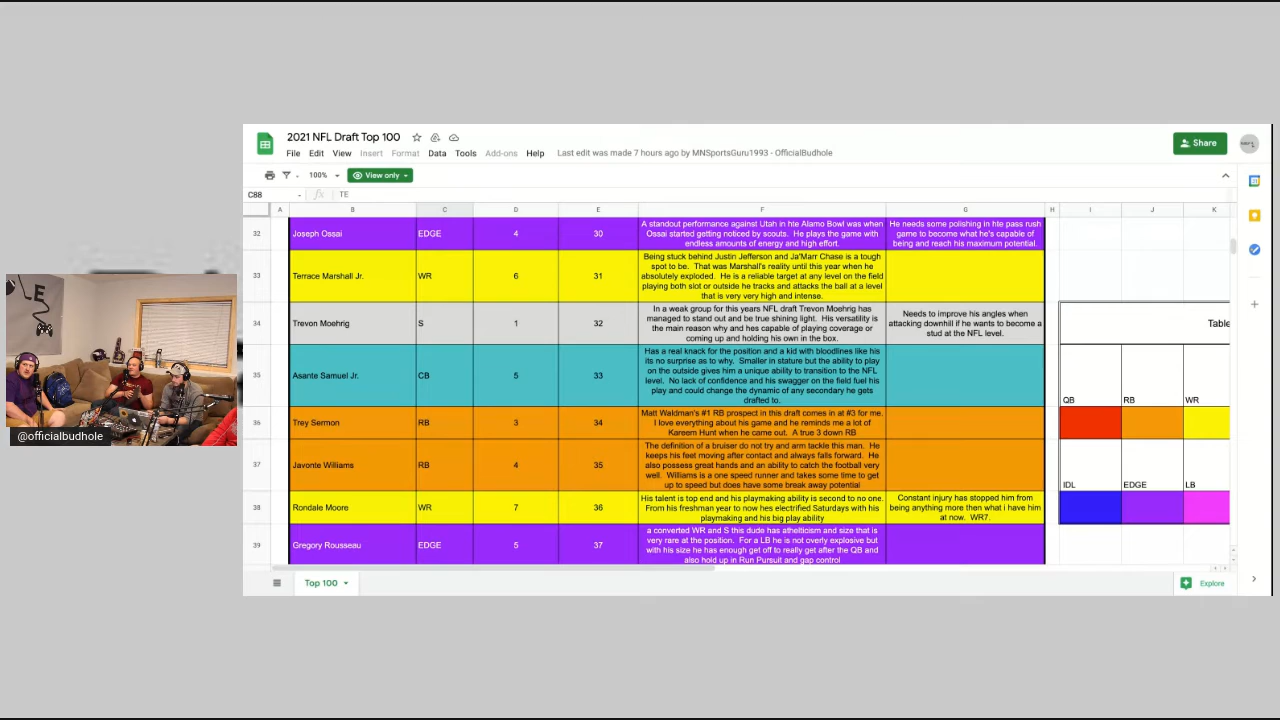 2021 NFL Draft Top 100
File Edit View Insert Format Data Tools Add-ons Help Last edit was made 7 hours ago by MNSportsGuru1993 - OfficialBudhole
Share
100% View only
C88 fx TE
A B C D E F G H I J K
32 Joseph Ossai EDGE 4 30
A standout performance against Utah in hte Alamo Bowl was when
Ossai started getting noticed by scouts. He plays the game with
endless amounts of energy and high effort.
He needs some polishing in hte pass rush
game to become what he's capable of
being and reach his maximum potential.
33 Terrace Marshall Jr. WR 6 31
Being stuck behind Justin Jefferson and Ja'Marr Chase is a tough
spot to be. That was Marshall's reality until this year when he
absolutely exploded. He is a reliable target at any level on the field
playing both slot or outside he tracks and attacks the ball at a level
that is very very high and intense.
34 Trevon Moehrig S 1 32
In a weak group for this years NFL draft Trevon Moehrig has
managed to stand out and be true shining light. His versatility is
the main reason why and hes capable of playing coverage or
coming up and holding his own in the box.
Needs to improve his angles when
attacking downhill if he wants to become a
stud at the NFL level.
35 Asante Samuel Jr. CB 5 33
Has a real knack for the position and a kid with bloodlines like his
its no surprise as to why. Smaller in stature but the ability to play
on the outside gives him a unique ability to transition to the NFL
level. No lack of confidence and his swagger on the field fuel his
play and could change the dynamic of any secondary he gets
drafted to.
36 Trey Sermon RB 3 34
Matt Waldman's #1 RB prospect in this draft comes in at #3 for me.
I love everything about his game and he reminds me a lot of
Kareem Hunt when he came out. A true 3 down RB
37 Javonte Williams RB 4 35
The definition of a bruiser do not try and arm tackle this man. He
keeps his feet moving after contact and always falls forward. He
also possess great hands and an ability to catch the football very
well. Williams is a one speed runner and takes some time to get
up to speed but does have some break away potential
38 Rondale Moore WR 7 36
His talent is top end and his playmaking ability is second to no one.
From his freshman year to now hes electrified Saturdays with his
playmaking and his big play ability
Constant injury has stopped him from
being anything more then what i have him
at now. WR7.
39 Gregory Rousseau EDGE 5 37
a converted WR and S this dude has atheltiicsm and size that is
very rare at the position. For a LB he is not overly explosive but
with his size he has enough get off to really get after the QB and
also hold up in Run Pursuit and gap control
Table
QB RB WR
IDL EDGE LB
Top 100
Explore
E
@officialbudhole